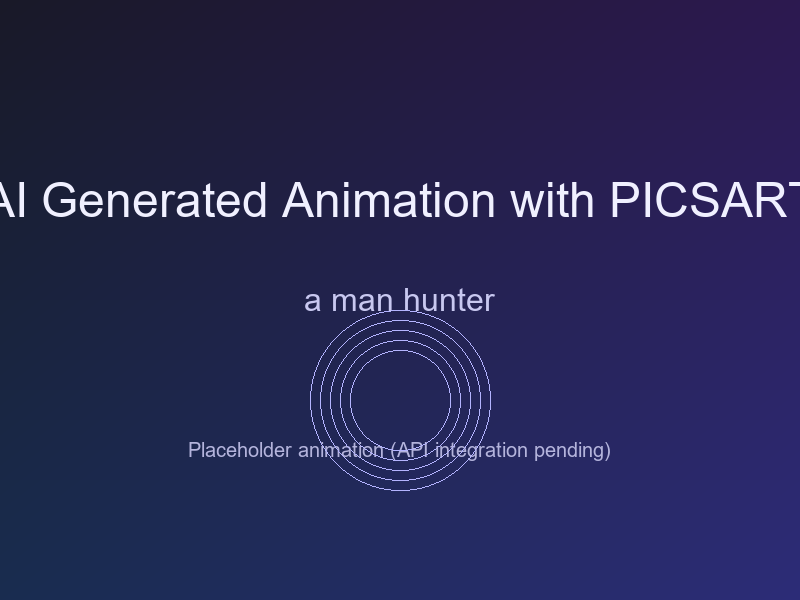 AI Generated Animation with PICSART
a man hunter
Placeholder animation (API integration pending)